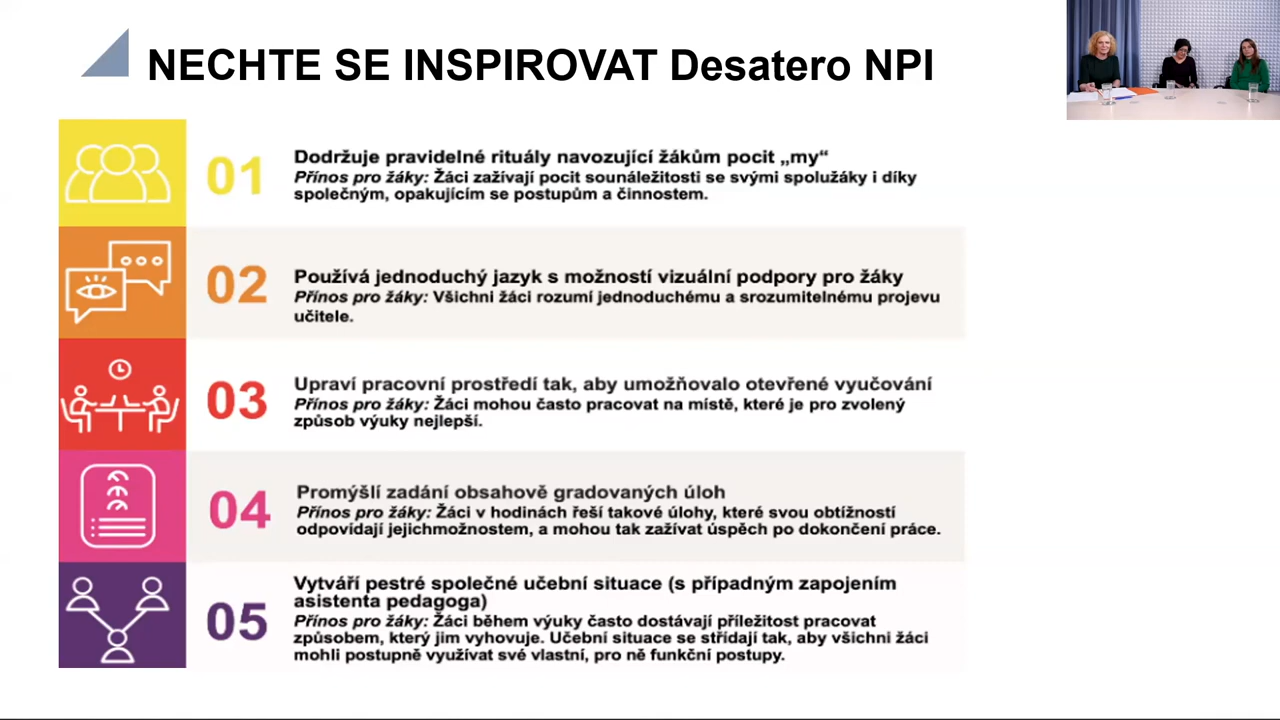 NECHTE SE INSPIROVAT Desatero NPI
01
Dodržuje pravidelné rituály navozující žákům pocit „my“
Přínos pro žáky: Žáci zažívají pocit sounáležitosti se svými spolužáky i díky
společným, opakujícím se postupům a činnostem.
02
Používá jednoduchý jazyk s možností vizuální podpory pro žáky
Přínos pro žáky: Všichni žáci rozumí jednoduchému a srozumitelnému projevu
učitele.
03
Upraví pracovní prostředí tak, aby umožňovalo otevřené vyučování
Přínos pro žáky: Žáci mohou často pracovat na místě, které je pro zvolený
způsob výuky nejlepší.
04
Promýšlí zadání obsahově gradovaných úloh
Přínos pro žáky: Žáci v hodinách řeší takové úlohy, které svou obtížností
odpovídají jejichmožnostem, a mohou tak zažívat úspěch po dokončení práce.
05
Vytváří pestré společné učební situace (s případným zapojením
asistenta pedagoga)
Přínos pro žáky: Žáci během výuky často dostávají příležitost pracovat
způsobem, který jim vyhovuje. Učební situace se střídají tak, aby všichni žáci
mohli postupně využívat své vlastní, pro ně funkční postupy.